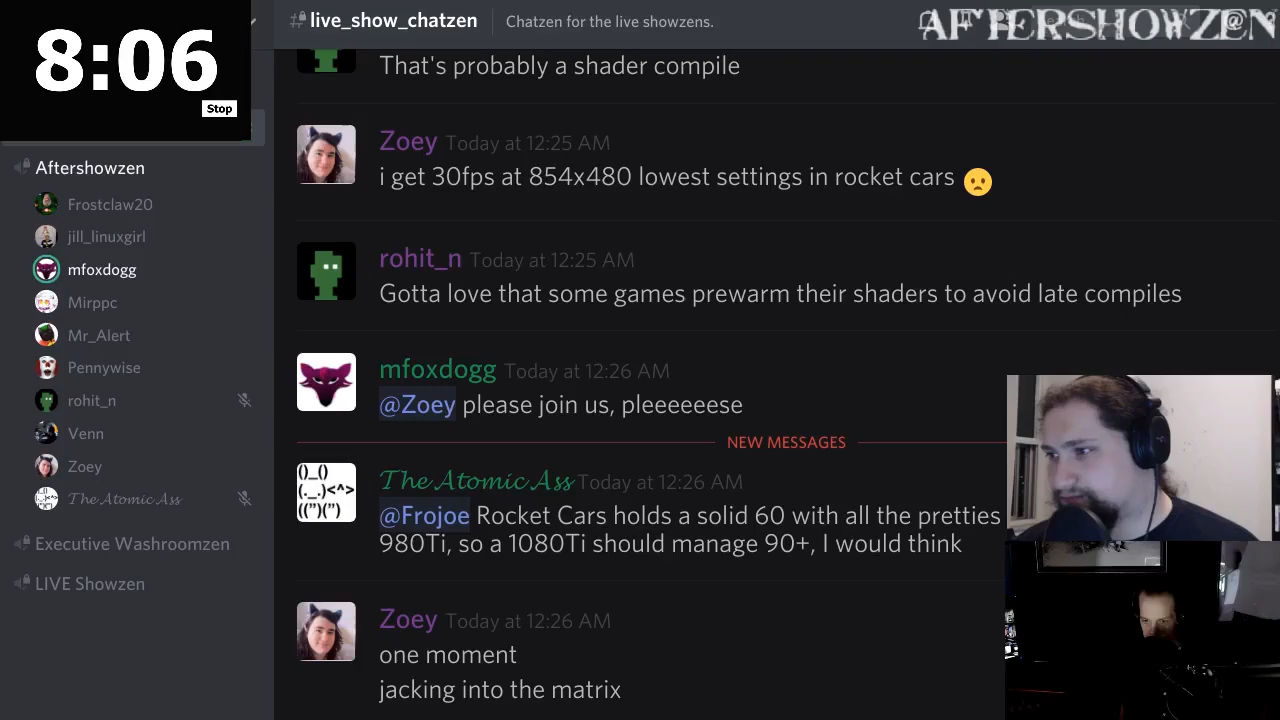 8:06
Stop
live_show_chatzen
Chatzen for the live showzens.
AFTERSHOWZEN
Aftershowzen
Frostclaw20
jill_linuxgirl
mfoxdogg
Mirppc
Mr_Alert
Pennywise
rohit_n
Venn
Zoey
The Atomic Ass
Executive Washroomzen
LIVE Showzen
That's probably a shader compile
Zoey Today at 12:25 AM
i get 30fps at 854x480 lowest settings in rocket cars
rohit_n Today at 12:25 AM
Gotta love that some games prewarm their shaders to avoid late compiles
mfoxdogg Today at 12:26 AM
@Zoey please join us, pleeeeeese
NEW MESSAGES
()_()
(._.)<^>
((")(")
The Atomic Ass Today at 12:26 AM
@Frojoe Rocket Cars holds a solid 60 with all the pretties
980Ti, so a 1080Ti should manage 90+, I would think
Zoey Today at 12:26 AM
one moment
jacking into the matrix